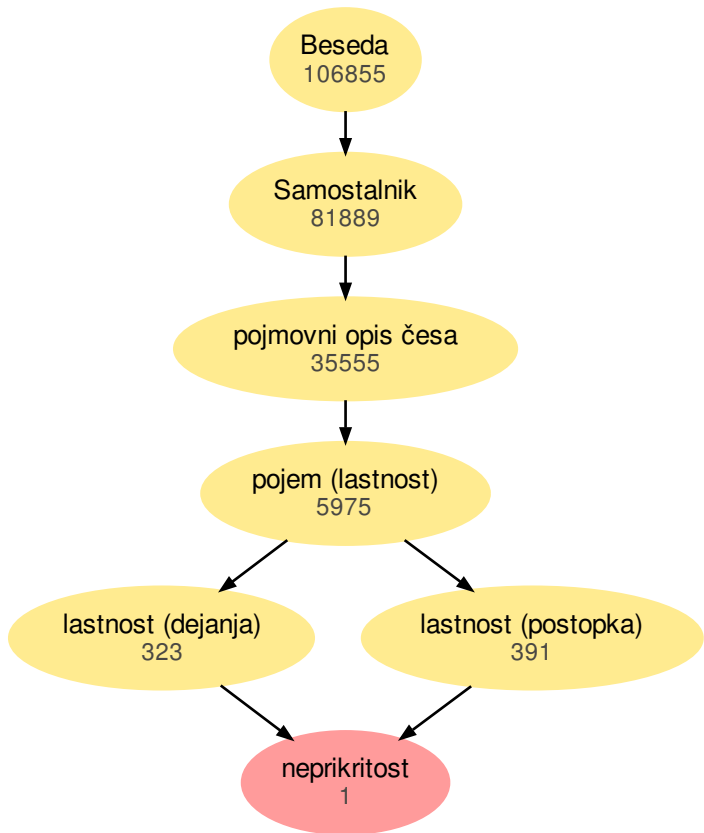 Beseda
106855
Samostalnik
81889
pojmovni opis česa
35555
pojem (lastnost)
5975
lastnost (dejanja)
323
lastnost (postopka)
391
neprikritost
1